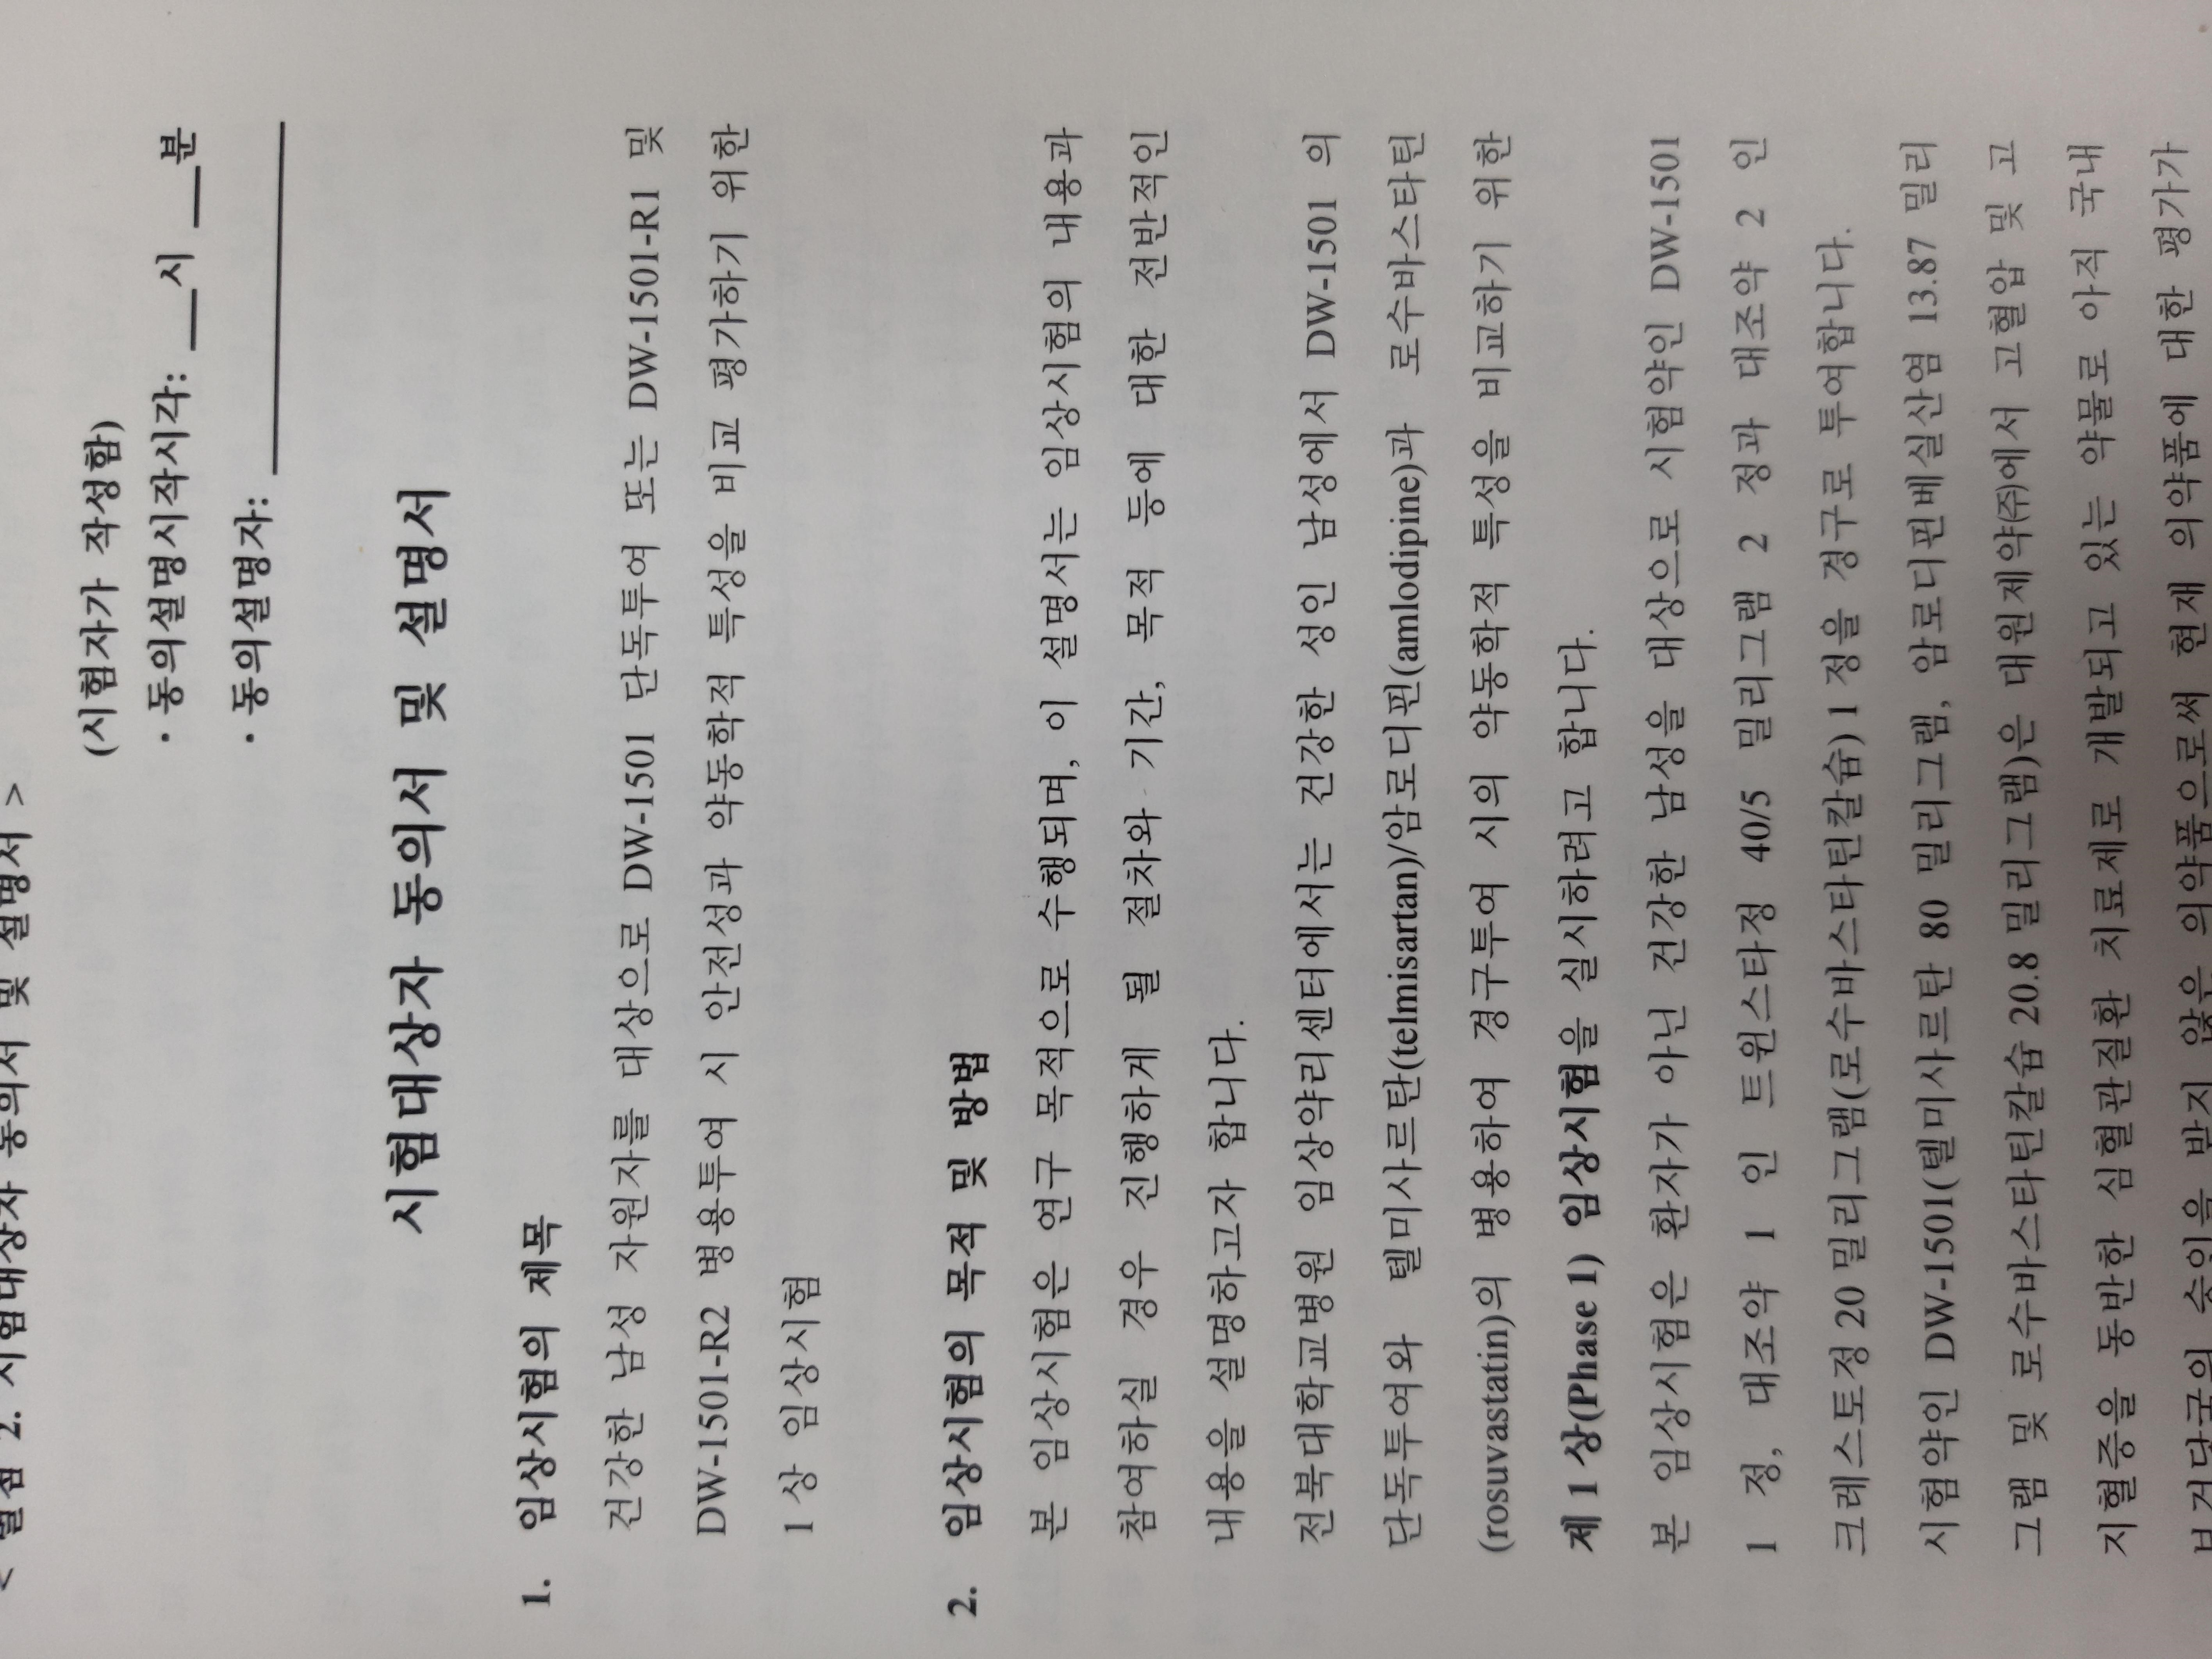 < 별첨 2. 시험대상자 동의서 및 설명서 >
(시험자가 작성함)
· 동의설명시작시각: ___시 ___분
· 동의설명자: ________________
시험대상자 동의서 및 설명서
1. 임상시험의 제목
건강한 남성 자원자를 대상으로 DW-1501 단독투여 또는 DW-1501-R1 및
DW-1501-R2 병용투여 시 안전성과 약동학적 특성을 비교 평가하기 위한
1 상 임상시험
2. 임상시험의 목적 및 방법
본 임상시험은 연구 목적으로 수행되며, 이 설명서는 임상시험의 내용과
참여하실 경우 진행하게 될 절차와 기간, 목적 등에 대한 전반적인
내용을 설명하고자 합니다.
전북대학교병원 임상약리센터에서는 건강한 성인 남성에서 DW-1501 의
단독투여와 텔미사르탄(telmisartan)/암로디핀(amlodipine)과 로수바스타틴
(rosuvastatin)의 병용하여 경구투여 시의 약동학적 특성을 비교하기 위한
제 1 상(Phase 1) 임상시험을 실시하려고 합니다.
본 임상시험은 환자가 아닌 건강한 남성을 대상으로 시험약인 DW-1501
1 정, 대조약 1 인 트윈스타정 40/5 밀리그램 2 정과 대조약 2 인
크레스토정 20 밀리그램(로수바스타틴칼슘) 1 정을 경구로 투여합니다.
시험약인 DW-1501(텔미사르탄 80 밀리그램, 암로디핀베실산염 13.87 밀리
그램 및 로수바스타틴칼슘 20.8 밀리그램)은 대원제약㈜에서 고혈압 및 고
지혈증을 동반한 심혈관질환 치료제로 개발되고 있는 약물로 아직 국내
보건당국의 승인을 받지 않은 의약품으로써 현재 의약품에 대한 평가가